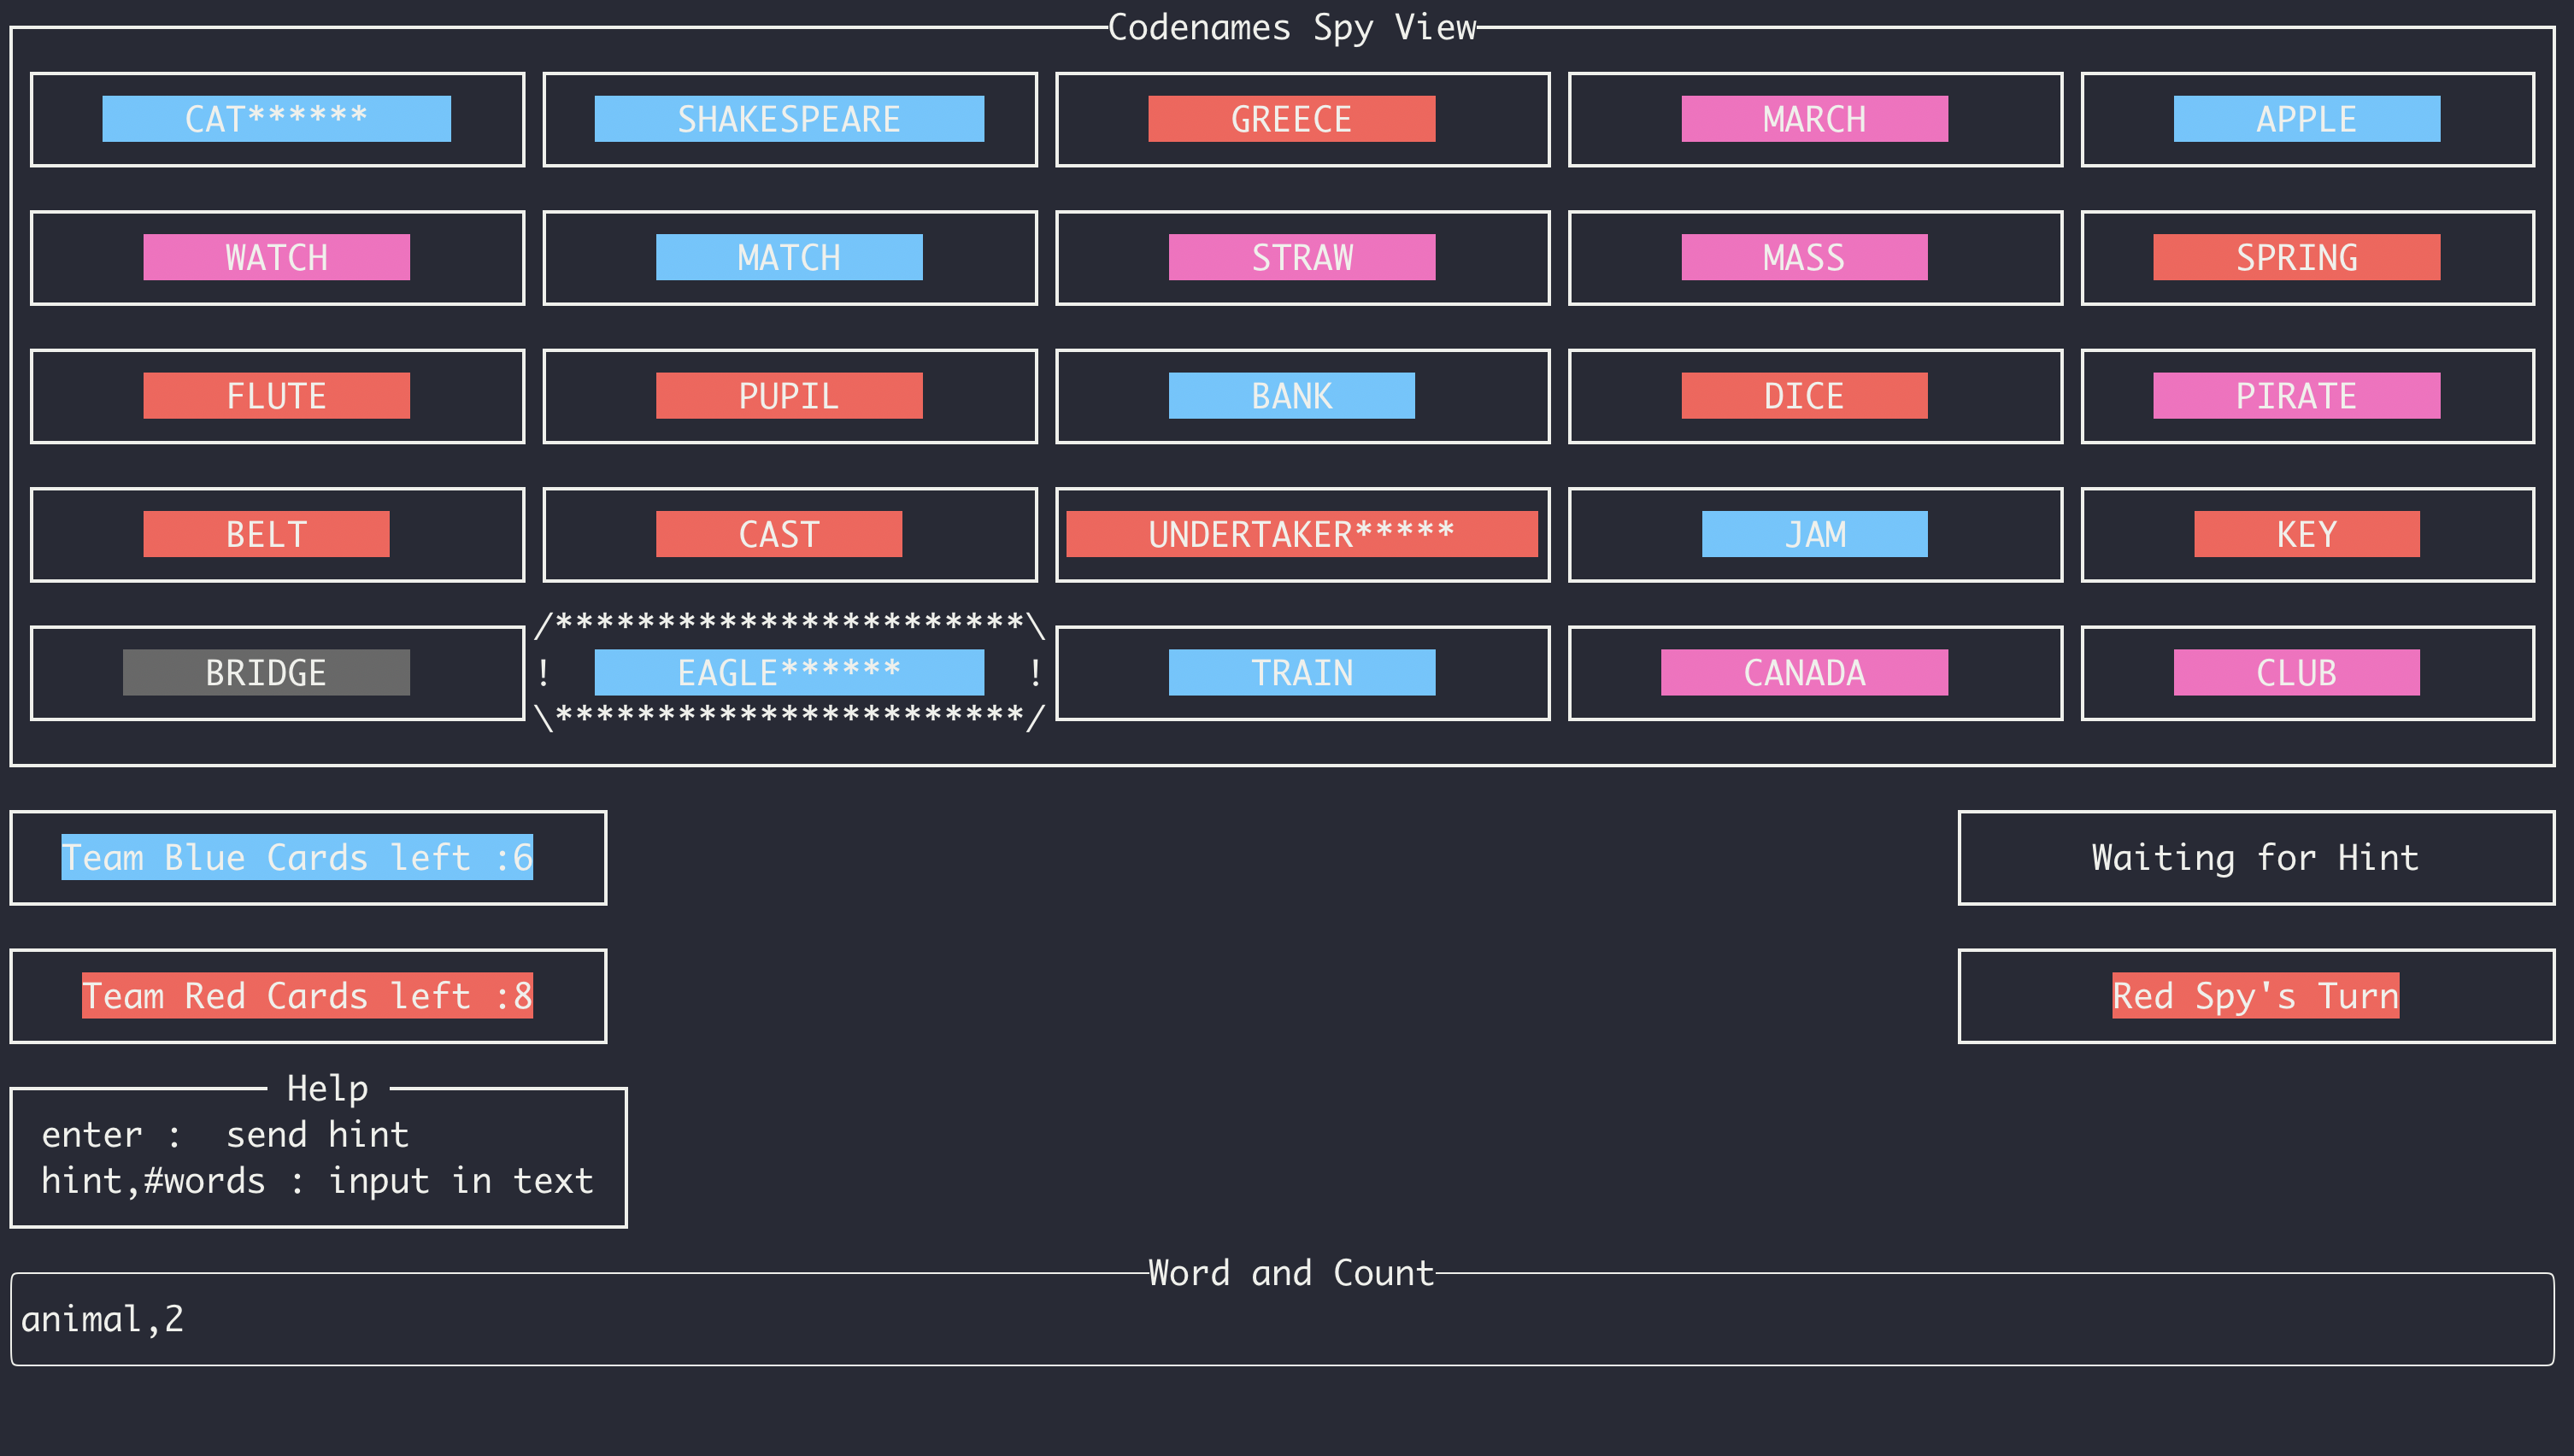 Codenames Spy View
CAT****** SHAKESPEARE GREECE MARCH APPLE
WATCH MATCH STRAW MASS SPRING
FLUTE PUPIL BANK DICE PIRATE
BELT CAST UNDERTAKER***** JAM KEY
/***********************\
BRIDGE ! EAGLE****** ! TRAIN CANADA CLUB
\***********************/
Team Blue Cards left :6 Waiting for Hint
Team Red Cards left :8 Red Spy's Turn
Help
enter :  send hint
hint,#words : input in text
Word and Count
animal,2